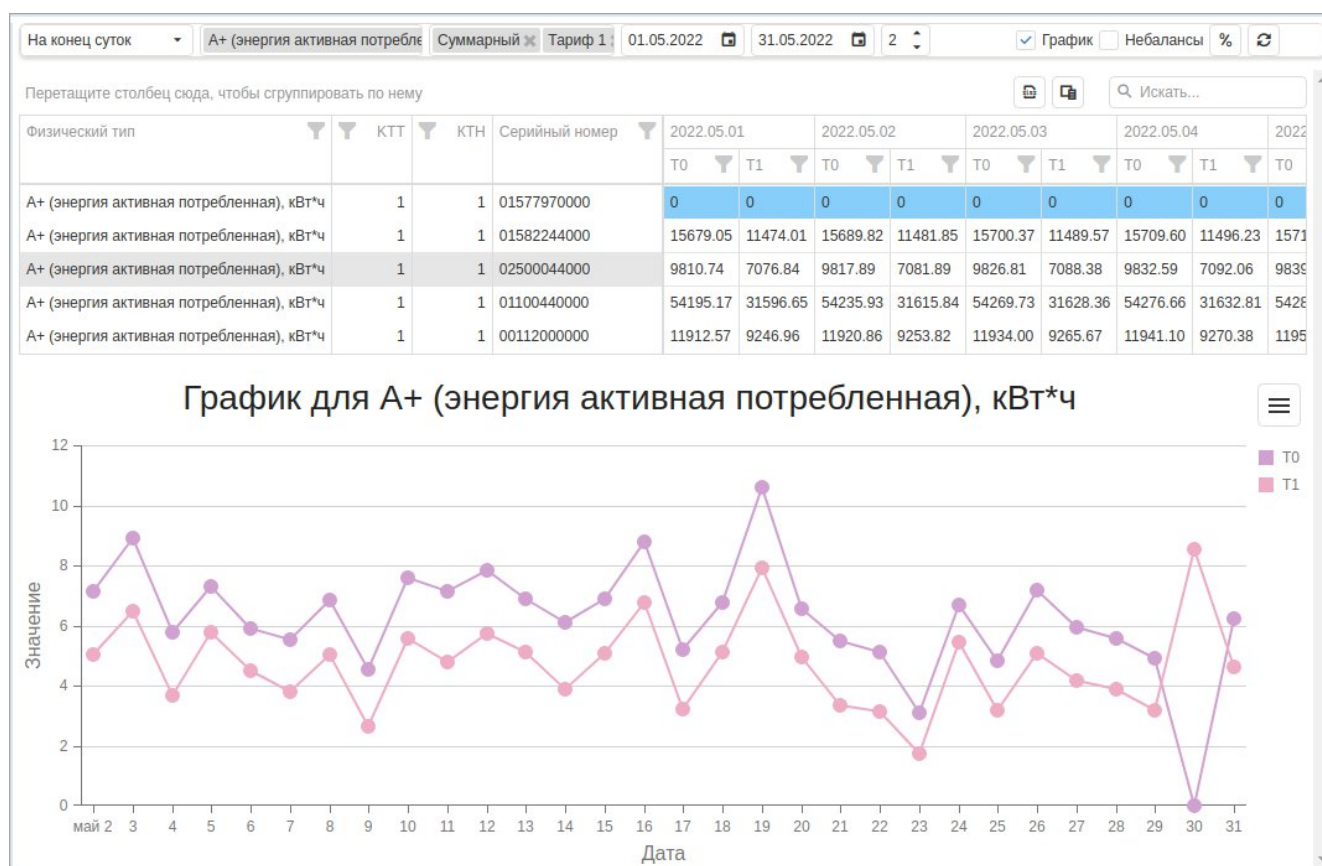 На конец суток A+ (энергия активная потребле Суммарный Тариф 1 01.05.2022 31.05.2022 2 График Небалансы %
Перетащите столбец сюда, чтобы сгруппировать по нему Искать...
Физический тип КТТ КТН Серийный номер 2022.05.01 2022.05.02 2022.05.03 2022.05.04 2022
T0 T1 T0 T1 T0 T1 T0 T1 T0
A+ (энергия активная потребленная), кВт*ч 1 1 01577970000 0 0 0 0 0 0 0 0 0
A+ (энергия активная потребленная), кВт*ч 1 1 01582244000 15679.05 11474.01 15689.82 11481.85 15700.37 11489.57 15709.60 11496.23 1571
A+ (энергия активная потребленная), кВт*ч 1 1 02500044000 9810.74 7076.84 9817.89 7081.89 9826.81 7088.38 9832.59 7092.06 9839
A+ (энергия активная потребленная), кВт*ч 1 1 01100440000 54195.17 31596.65 54235.93 31615.84 54269.73 31628.36 54276.66 31632.81 5428
A+ (энергия активная потребленная), кВт*ч 1 1 00112000000 11912.57 9246.96 11920.86 9253.82 11934.00 9265.67 11941.10 9270.38 1195
График для A+ (энергия активная потребленная), кВт*ч
12
10
8
6
4
2
0
Значение
T0
T1
май 2 3 4 5 6 7 8 9 10 11 12 13 14 15 16 17 18 19 20 21 22 23 24 25 26 27 28 29 30 31
Дата